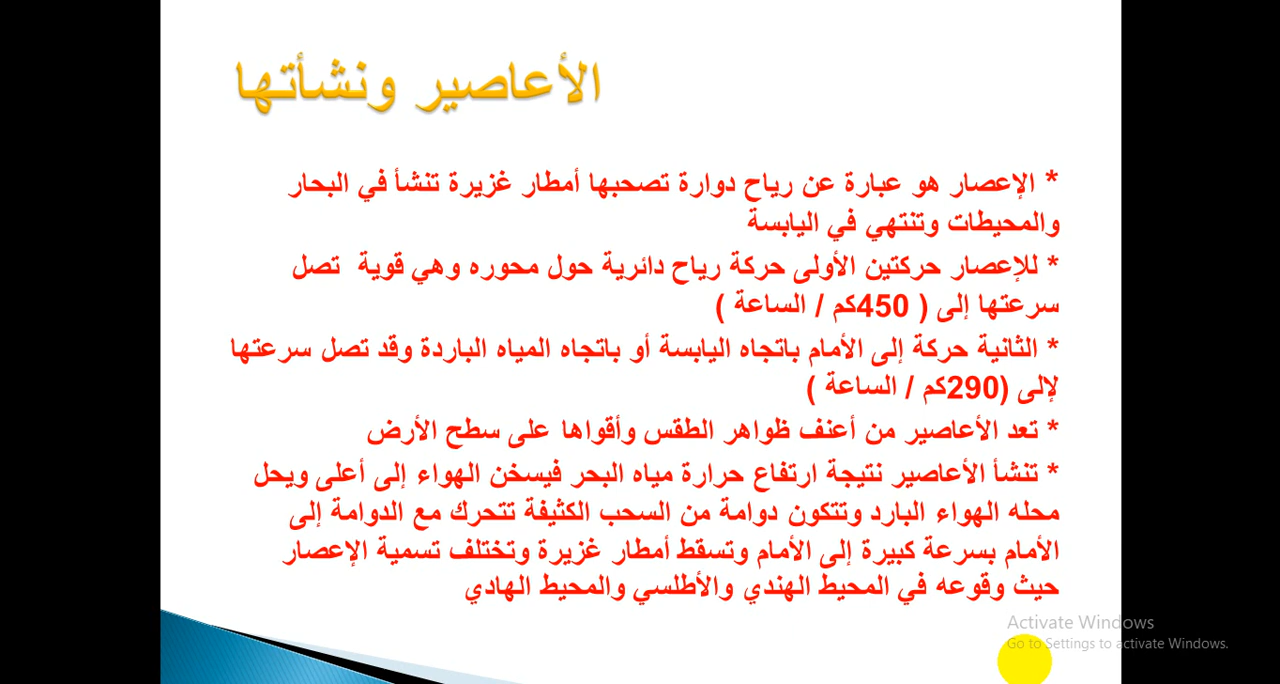 الأعاصير ونشأتها
* الإعصار هو عبارة عن رياح دوارة تصحبها أمطار غزيرة تنشأ في البحار
والمحيطات وتنتهي في اليابسة
* للإعصار حركتين الأولى حركة رياح دائرية حول محوره وهي قوية تصل
سرعتها إلى ( 450كم / الساعة )
* الثانية حركة إلى الأمام باتجاه اليابسة أو باتجاه المياه الباردة وقد تصل سرعتها
لإلى (290كم / الساعة )
* تعد الأعاصير من أعنف ظواهر الطقس وأقواها على سطح الأرض
* تنشأ الأعاصير نتيجة ارتفاع حرارة مياه البحر فيسخن الهواء إلى أعلى ويحل
محله الهواء البارد وتتكون دوامة من السحب الكثيفة تتحرك مع الدوامة إلى
الأمام بسرعة كبيرة إلى الأمام وتسقط أمطار غزيرة وتختلف تسمية الإعصار
حيث وقوعه في المحيط الهندي والأطلسي والمحيط الهادي
Activate Windows
Go to Settings to activate Windows.